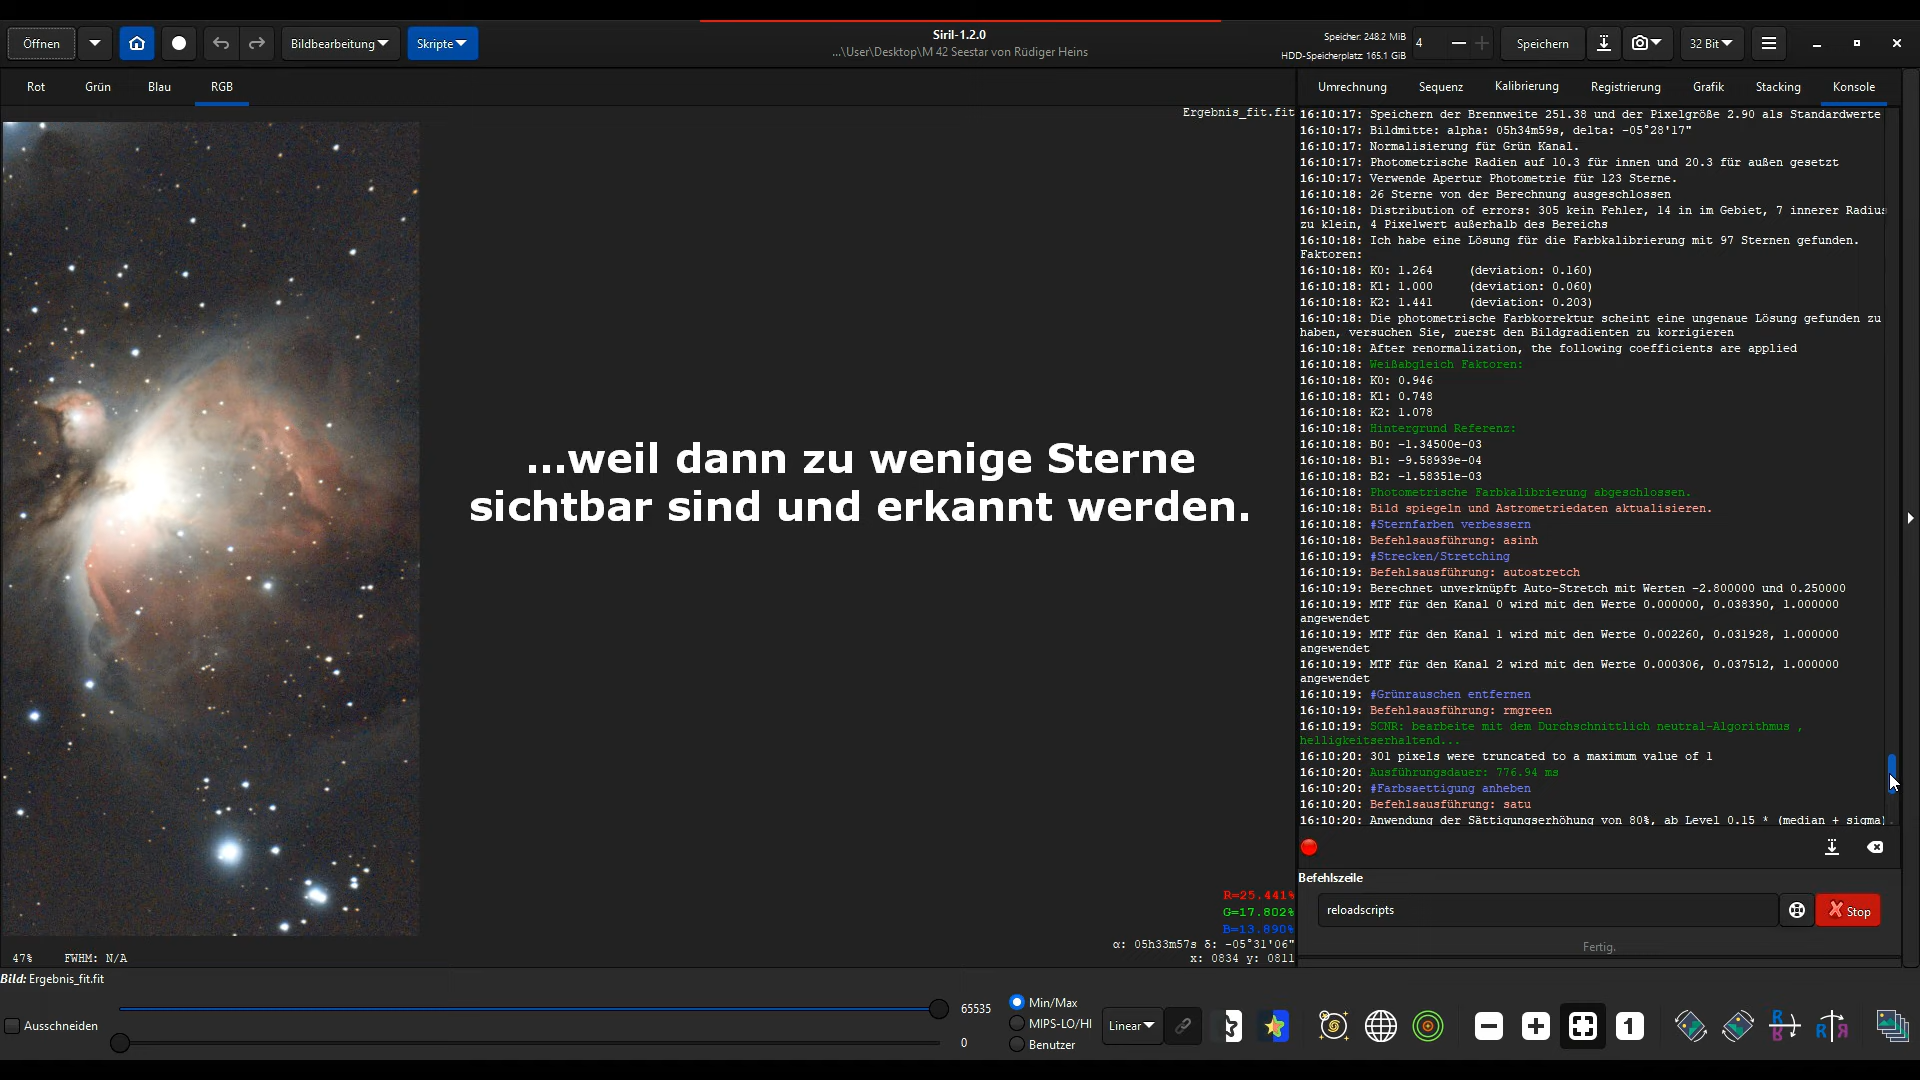 Öffnen
Bildbearbeitung
Skripte
Siril-1.2.0
...\User\Desktop\M 42 Seestar von Rüdiger Heins
Speicher: 248.2 MiB
HDD-Speicherplatz: 165.1 GiB
4
Speichern
32 Bit
Rot
Grün
Blau
RGB
Umrechnung
Sequenz
Kalibrierung
Registrierung
Grafik
Stacking
Konsole
Ergebnis_fit.fit
...weil dann zu wenige Sterne
sichtbar sind und erkannt werden.
R=25.441%
G=17.802%
B=13.890%
α: 05h33m57s δ: -05°31'06"
x: 0834 y: 0811
47%
FWHM: N/A
16:10:17: Speichern der Brennweite 251.38 und der Pixelgröße 2.90 als Standardwerte
16:10:17: Bildmitte: alpha: 05h34m59s, delta: -05°28'17"
16:10:17: Normalisierung für Grün Kanal.
16:10:17: Photometrische Radien auf 10.3 für innen und 20.3 für außen gesetzt
16:10:17: Verwende Apertur Photometrie für 123 Sterne.
16:10:18: 26 Sterne von der Berechnung ausgeschlossen
16:10:18: Distribution of errors: 305 kein Fehler, 14 in im Gebiet, 7 innerer Radius
zu klein, 4 Pixelwert außerhalb des Bereichs
16:10:18: Ich habe eine Lösung für die Farbkalibrierung mit 97 Sternen gefunden.
Faktoren:
16:10:18: K0: 1.264 (deviation: 0.160)
16:10:18: K1: 1.000 (deviation: 0.060)
16:10:18: K2: 1.441 (deviation: 0.203)
16:10:18: Die photometrische Farbkorrektur scheint eine ungenaue Lösung gefunden zu
haben, versuchen Sie, zuerst den Bildgradienten zu korrigieren
16:10:18: After renormalization, the following coefficients are applied
16:10:18: Weißabgleich Faktoren:
16:10:18: K0: 0.946
16:10:18: K1: 0.748
16:10:18: K2: 1.078
16:10:18: Hintergrund Referenz:
16:10:18: B0: -1.34500e-03
16:10:18: B1: -9.58939e-04
16:10:18: B2: -1.58351e-03
16:10:18: Photometrische Farbkalibrierung abgeschlossen.
16:10:18: Bild spiegeln und Astrometriedaten aktualisieren.
16:10:18: #Sternfarben verbessern
16:10:18: Befehlsausführung: asinh
16:10:19: #Strecken/Stretching
16:10:19: Befehlsausführung: autostretch
16:10:19: Berechnet unverknüpft Auto-Stretch mit Werten -2.800000 und 0.250000
16:10:19: MTF für den Kanal 0 wird mit den Werte 0.000000, 0.038390, 1.000000
angewendet
16:10:19: MTF für den Kanal 1 wird mit den Werte 0.002260, 0.031928, 1.000000
angewendet
16:10:19: MTF für den Kanal 2 wird mit den Werte 0.000306, 0.037512, 1.000000
angewendet
16:10:19: #Grünrauschen entfernen
16:10:19: Befehlsausführung: rmgreen
16:10:19: SCNR: bearbeite mit dem Durchschnittlich neutral-Algorithmus ,
helligkeitserhaltend...
16:10:20: 301 pixels were truncated to a maximum value of 1
16:10:20: Ausführungsdauer: 776.94 ms
16:10:20: #Farbsaettigung anheben
16:10:20: Befehlsausführung: satu
16:10:20: Anwendung der Sättigungserhöhung von 80%, ab Level 0.15 * (median + sigma)
Befehlszeile
reloadscripts
Stop
Fertig.
Bild: Ergebnis_fit.fit
65535
Min/Max
Ausschneiden
MIPS-LO/HI
Linear
0
Benutzer